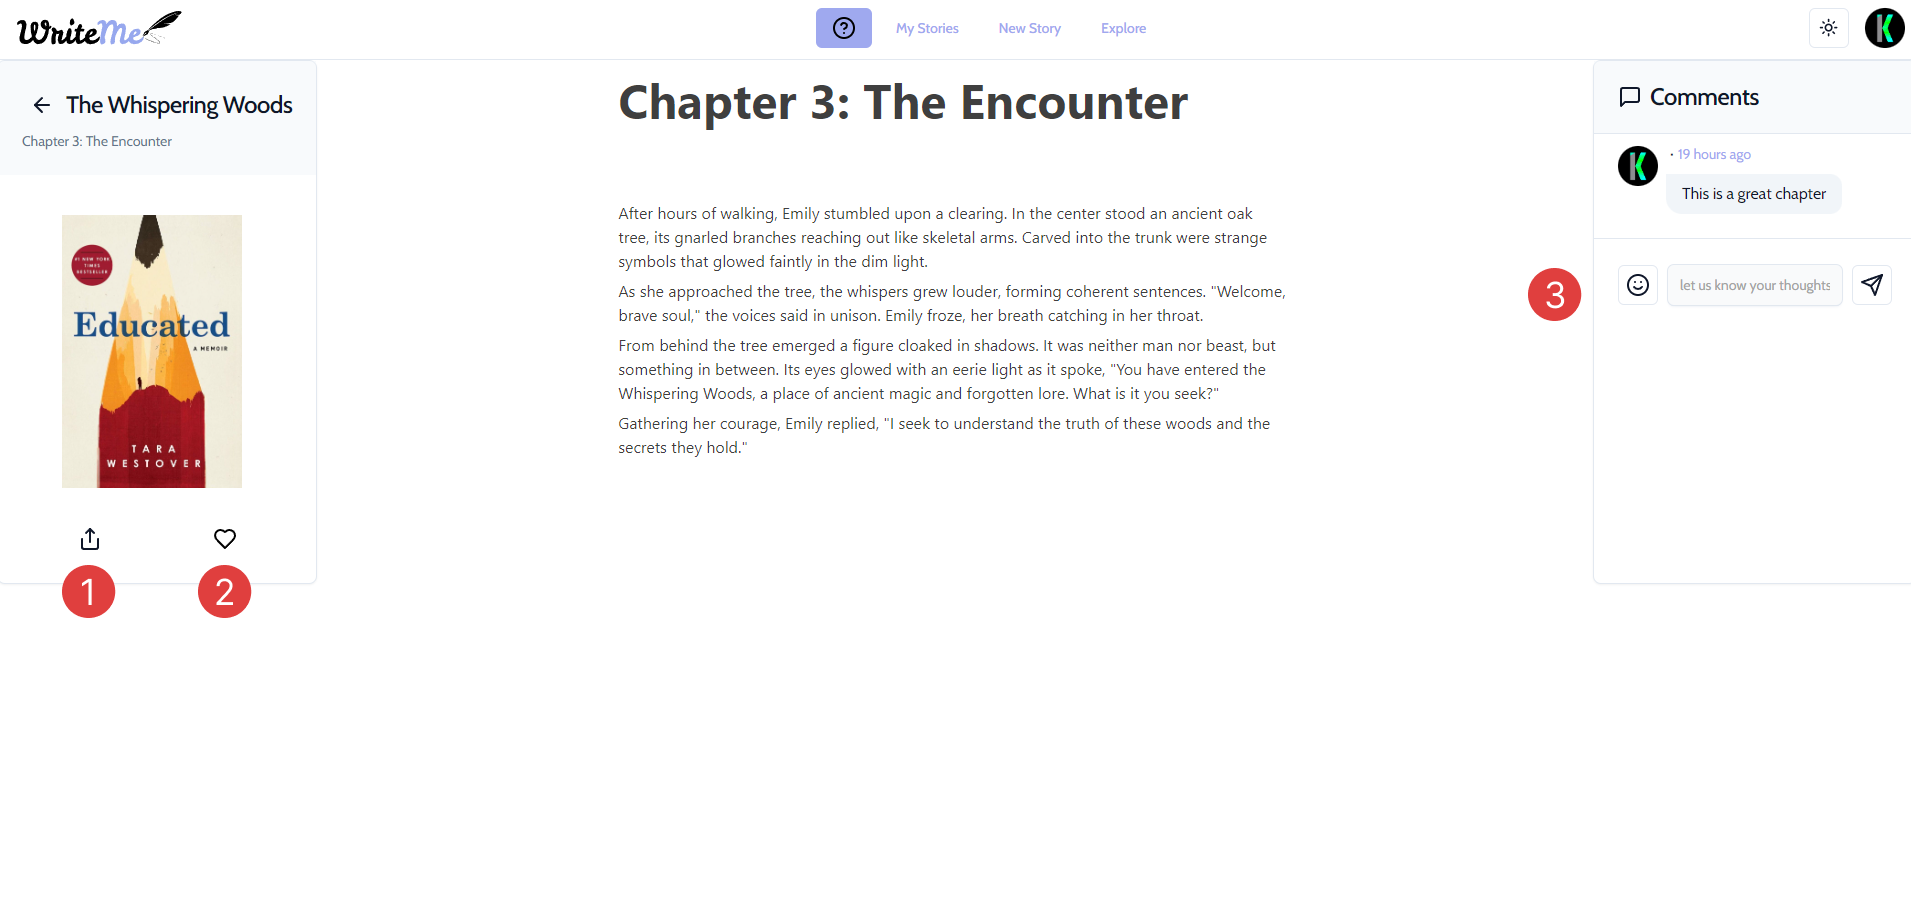 WriteMe
My Stories
New Story
Explore
The Whispering Woods
Chapter 3: The Encounter
#1 NEW YORK
TIMES
BESTSELLER
Educated
A MEMOIR
TARA
WESTOVER
1
2
Chapter 3: The Encounter
After hours of walking, Emily stumbled upon a clearing. In the center stood an ancient oak
tree, its gnarled branches reaching out like skeletal arms. Carved into the trunk were strange
symbols that glowed faintly in the dim light.
As she approached the tree, the whispers grew louder, forming coherent sentences. "Welcome,
brave soul," the voices said in unison. Emily froze, her breath catching in her throat.
From behind the tree emerged a figure cloaked in shadows. It was neither man nor beast, but
something in between. Its eyes glowed with an eerie light as it spoke, "You have entered the
Whispering Woods, a place of ancient magic and forgotten lore. What is it you seek?"
Gathering her courage, Emily replied, "I seek to understand the truth of these woods and the
secrets they hold."
Comments
· 19 hours ago
This is a great chapter
3
let us know your thoughts